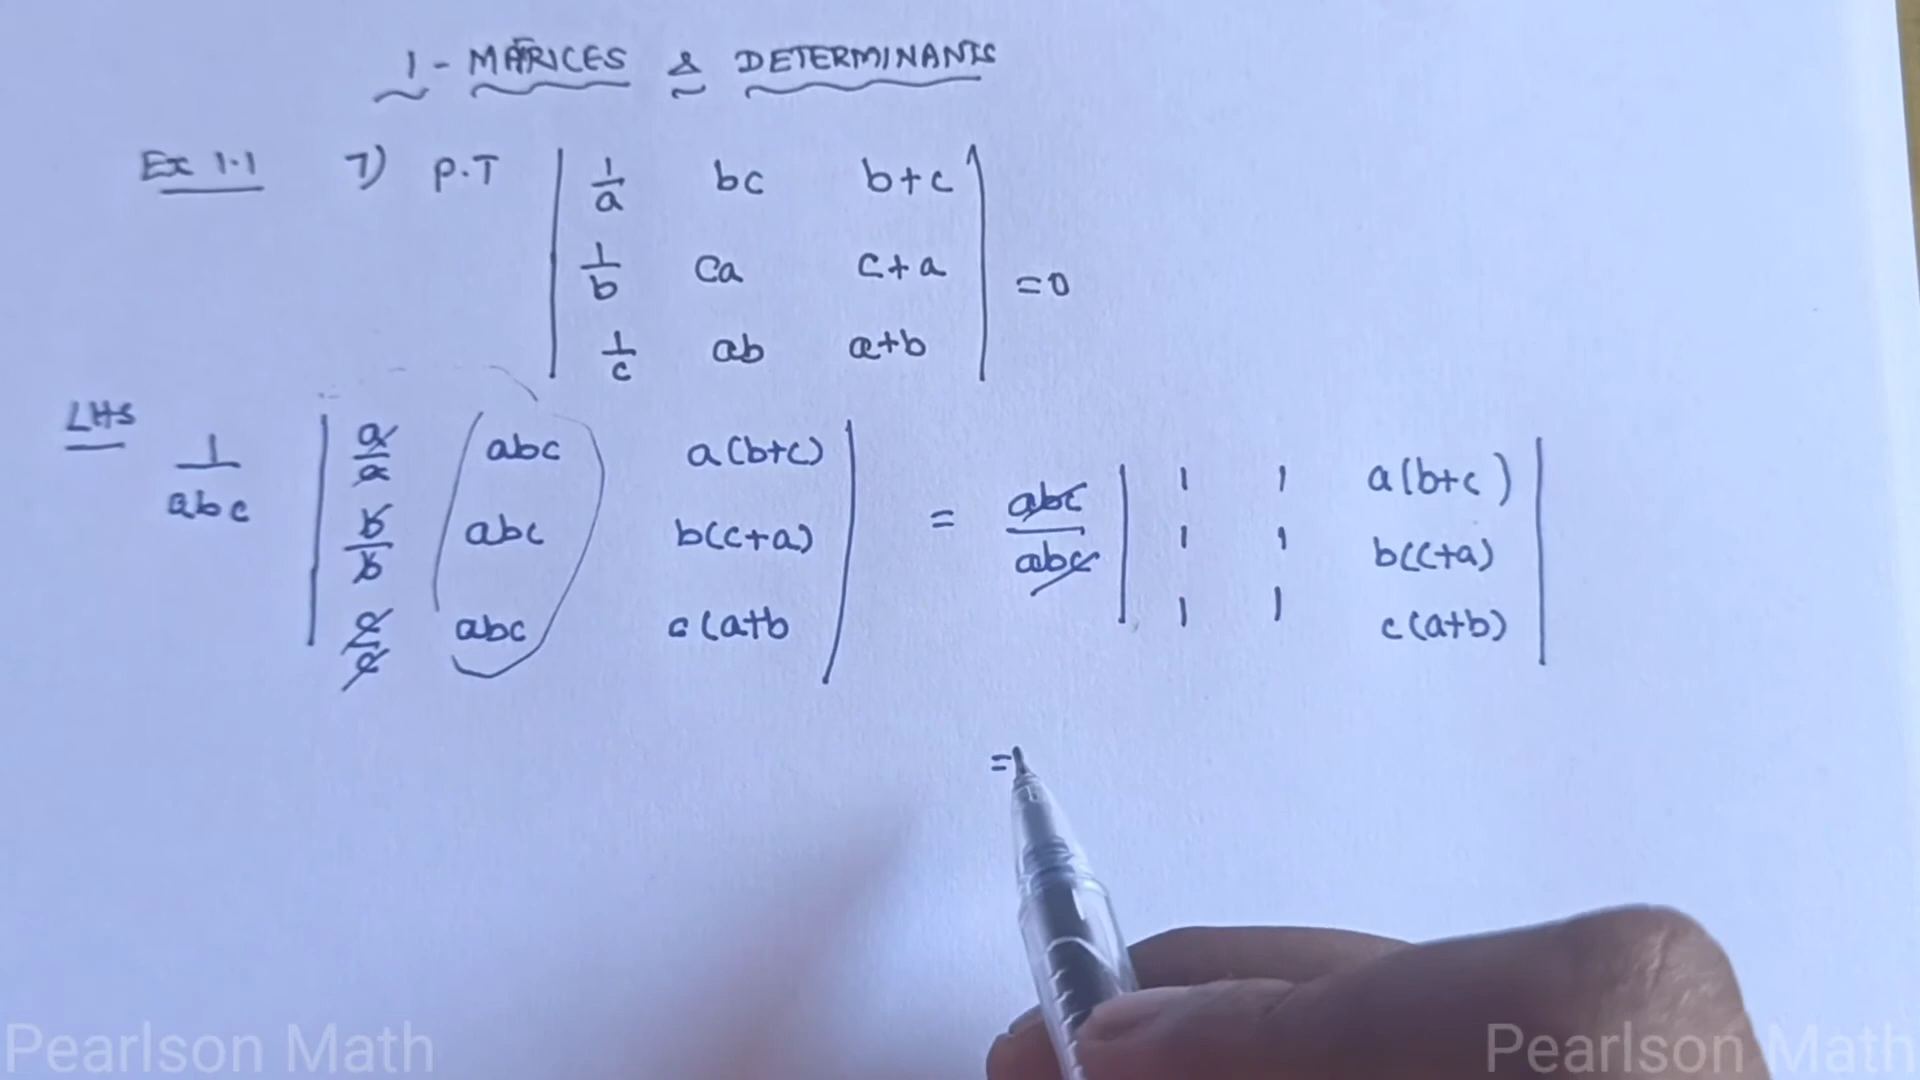 1 - MATRICES & DETERMINANTS
Ex 1.1 7) P.T | 1/a bc b+c |
| 1/b ca c+a | =0
| 1/c ab a+b |
LHS
1/abc | a/a abc a(b+c) | = abc/abc | 1 1 a(b+c) |
| b/b abc b(c+a) | | 1 1 b(c+a) |
| c/c abc c(a+b | | 1 1 c(a+b) |
=
Pearlson Math Pearlson Math